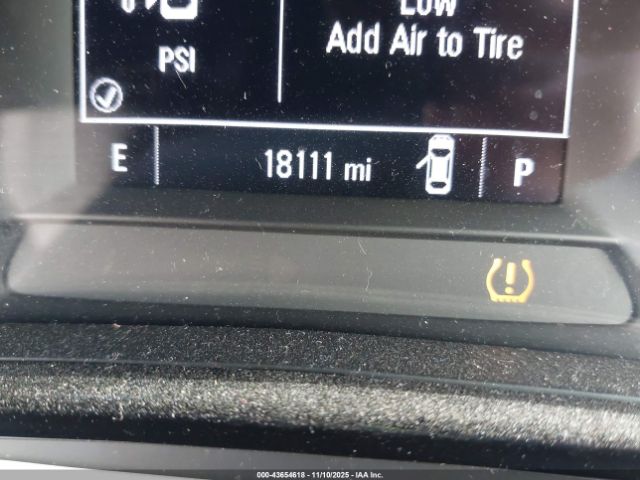 Low
Add Air to Tire
PSI
E 18111 mi P
000-43654618 - 11/10/2025 - IAA Inc.